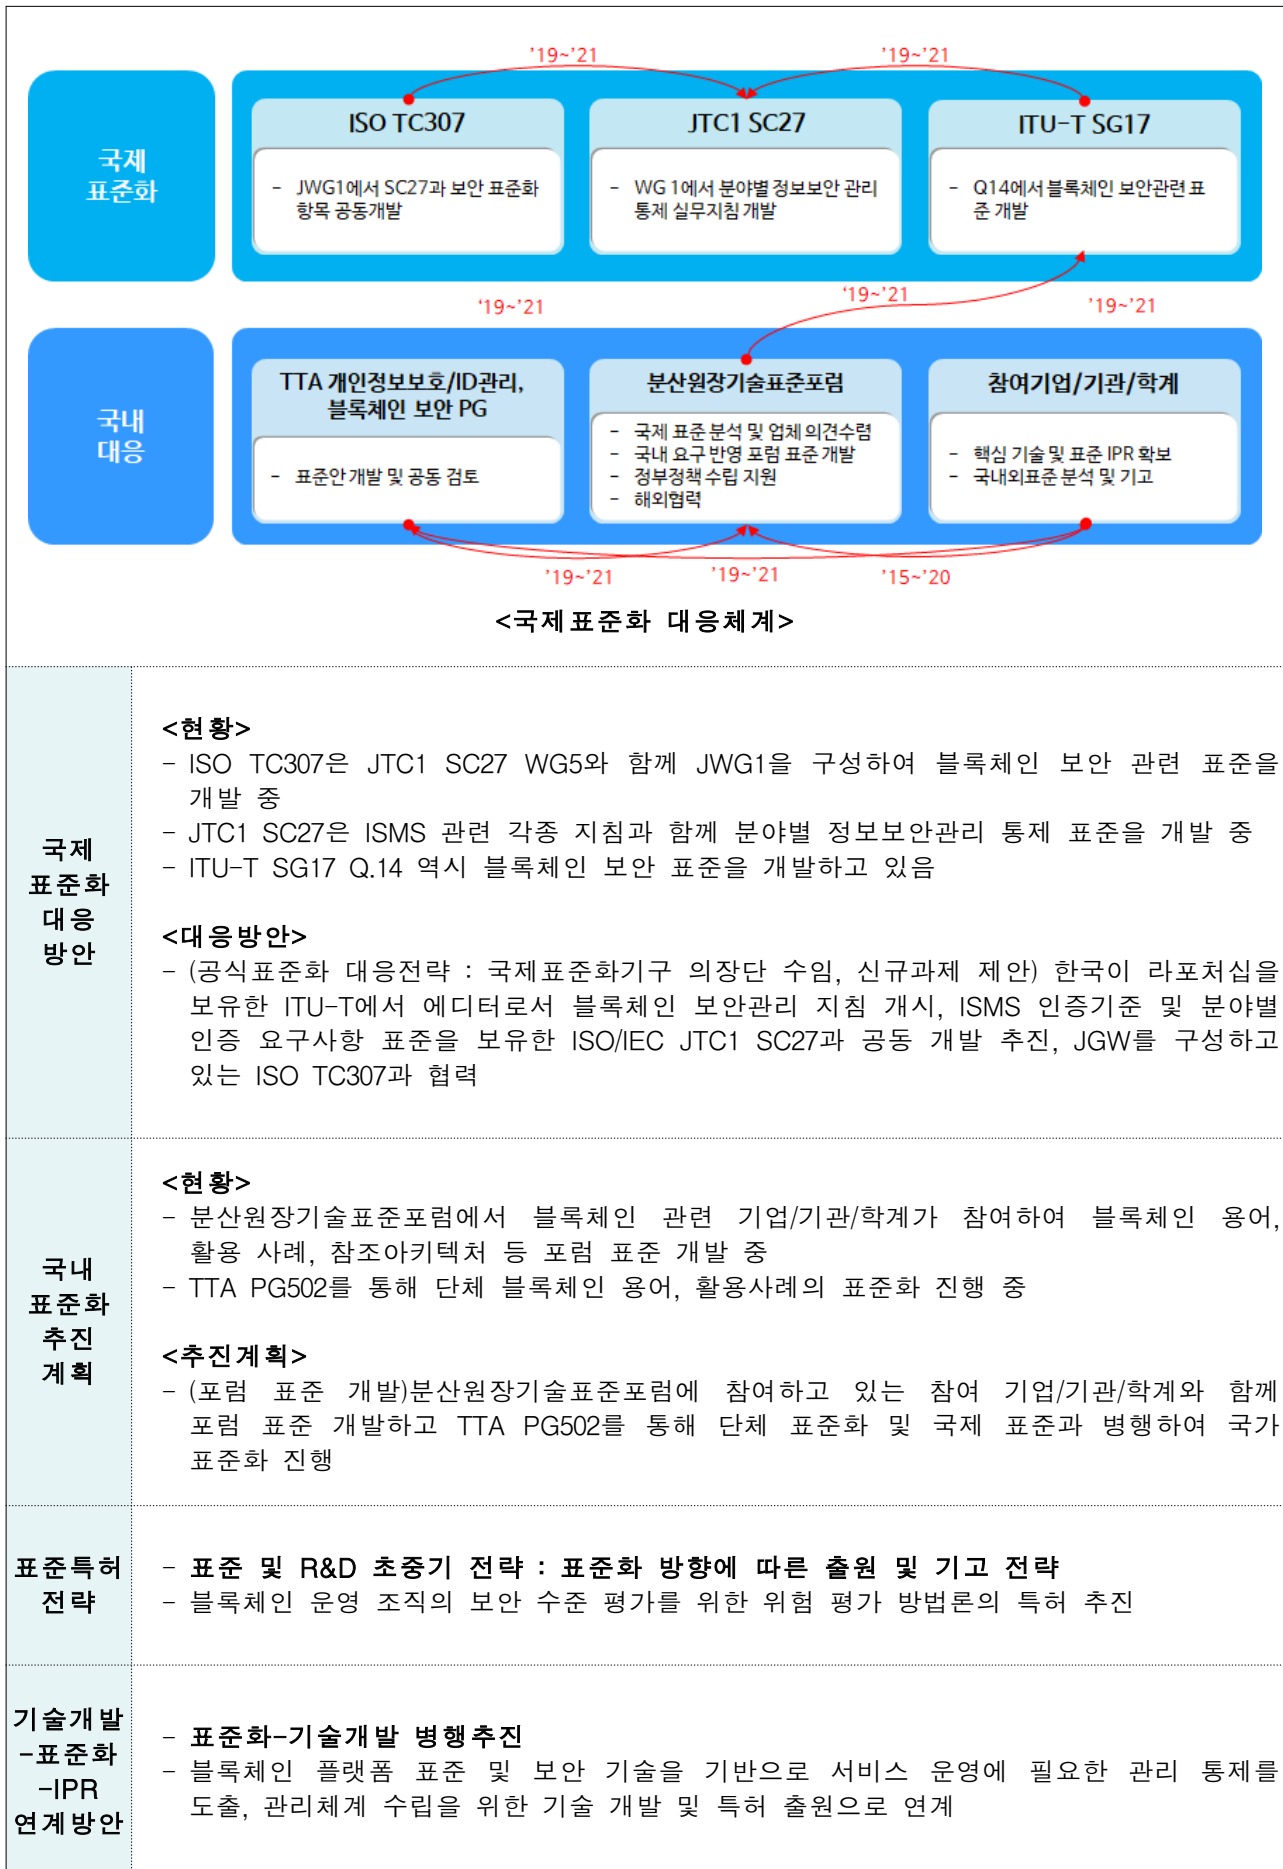 ’19~’21
’19~’21
국제
표준화
ISO TC307
- JWG1에서 SC27과 보안 표준화
항목 공동개발
JTC1 SC27
- WG 1에서 분야별 정보보안 관리
통제 실무지침 개발
ITU-T SG17
- Q14에서 블록체인 보안관련 표
준 개발
‘19~’21
‘19~’21
’19~’21
국내
대응
TTA 개인정보보호/ID관리,
블록체인 보안 PG
- 표준안 개발 및 공동 검토
분산원장기술표준포럼
- 국제 표준 분석 및 업체 의견수렴
- 국내 요구 반영 포럼 표준 개발
- 정부정책 수립 지원
- 해외협력
참여기업/기관/학계
- 핵심 기술 및 표준 IPR 확보
- 국내외표준 분석 및 기고
’19~’21
’19~’21
’15~’20
<국제표준화 대응체계>
국제
표준화
대응
방안
<현황>
- ISO TC307은 JTC1 SC27 WG5와 함께 JWG1을 구성하여 블록체인 보안 관련 표준을
개발 중
- JTC1 SC27은 ISMS 관련 각종 지침과 함께 분야별 정보보안관리 통제 표준을 개발 중
- ITU-T SG17 Q.14 역시 블록체인 보안 표준을 개발하고 있음
<대응방안>
- (공식표준화 대응전략 : 국제표준화기구 의장단 수임, 신규과제 제안) 한국이 라포처십을
보유한 ITU-T에서 에디터로서 블록체인 보안관리 지침 개시, ISMS 인증기준 및 분야별
인증 요구사항 표준을 보유한 ISO/IEC JTC1 SC27과 공동 개발 추진, JGW를 구성하고
있는 ISO TC307과 협력
국내
표준화
추진
계획
<현황>
- 분산원장기술표준포럼에서 블록체인 관련 기업/기관/학계가 참여하여 블록체인 용어,
활용 사례, 참조아키텍처 등 포럼 표준 개발 중
- TTA PG502를 통해 단체 블록체인 용어, 활용사례의 표준화 진행 중
<추진계획>
- (포럼 표준 개발)분산원장기술표준포럼에 참여하고 있는 참여 기업/기관/학계와 함께
포럼 표준 개발하고 TTA PG502를 통해 단체 표준화 및 국제 표준과 병행하여 국가
표준화 진행
표준특허
전략
- 표준 및 R&D 초중기 전략 : 표준화 방향에 따른 출원 및 기고 전략
- 블록체인 운영 조직의 보안 수준 평가를 위한 위험 평가 방법론의 특허 추진
기술개발
-표준화
-IPR
연계방안
- 표준화-기술개발 병행추진
- 블록체인 플랫폼 표준 및 보안 기술을 기반으로 서비스 운영에 필요한 관리 통제를
도출, 관리체계 수립을 위한 기술 개발 및 특허 출원으로 연계